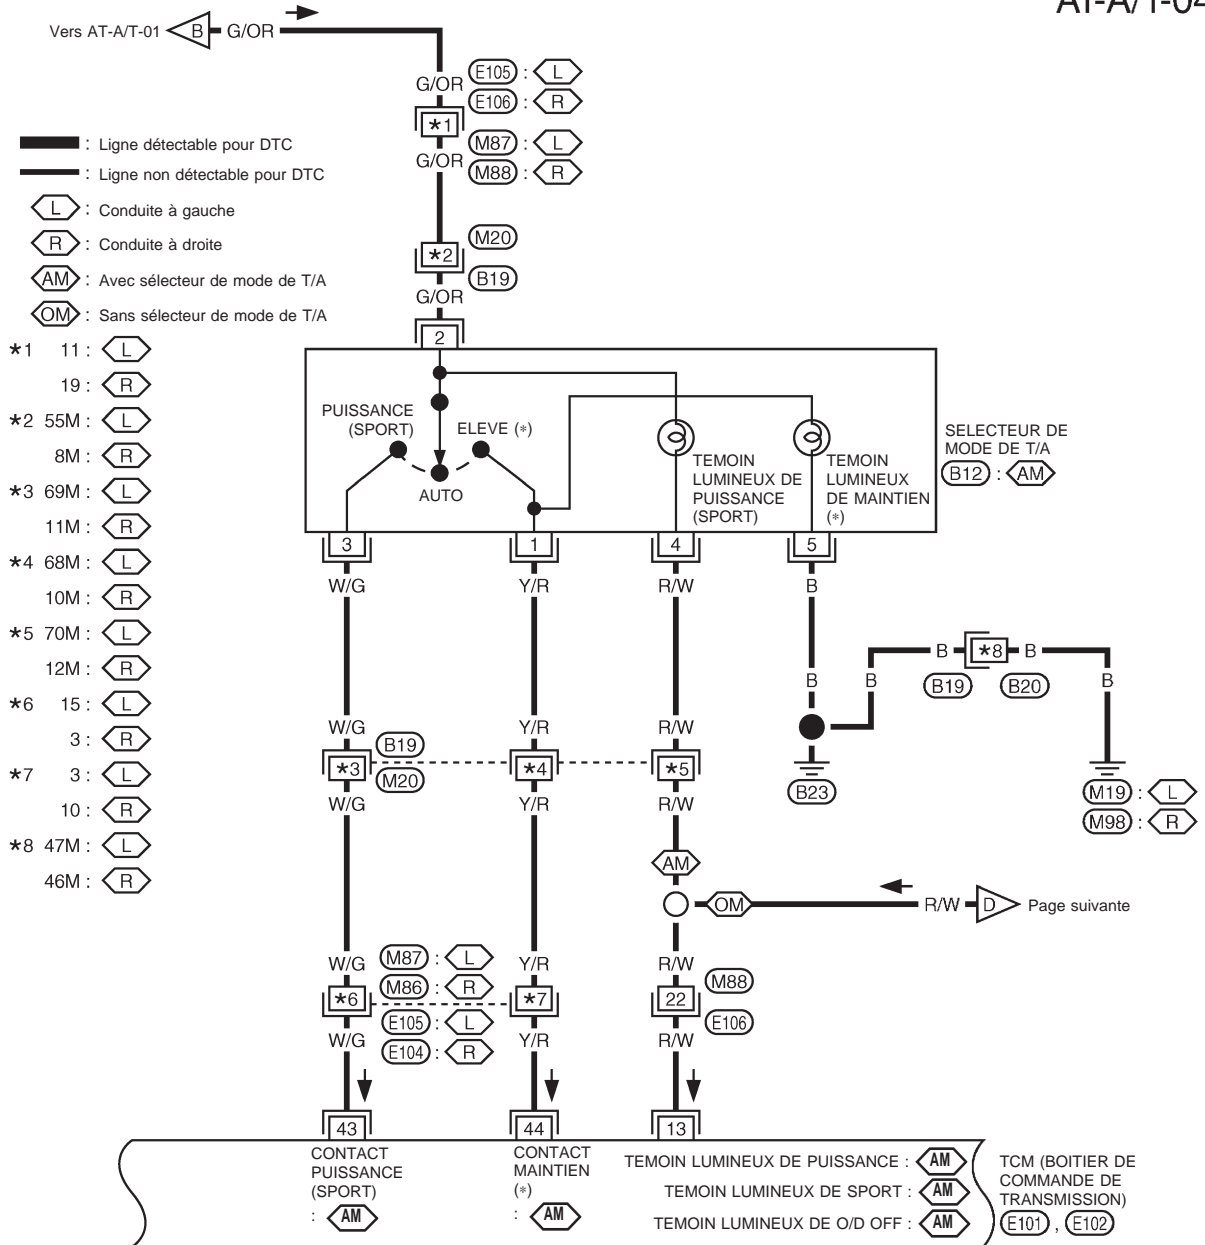 AT-A/T-04
Vers AT-A/T-01 B G/OR
G/OR E105 : L
E106 : R
*1
G/OR M87 : L
M88 : R
: Ligne détectable pour DTC
: Ligne non détectable pour DTC
L : Conduite à gauche
R : Conduite à droite
AM : Avec sélecteur de mode de T/A
OM : Sans sélecteur de mode de T/A
*2 M20
B19
G/OR
2
*1 11 : L
19 : R
*2 55M : L
8M : R
*3 69M : L
11M : R
*4 68M : L
10M : R
*5 70M : L
12M : R
*6 15 : L
3 : R
*7 3 : L
10 : R
*8 47M : L
46M : R
PUISSANCE
(SPORT)
ELEVE (*)
AUTO
TEMOIN
LUMINEUX DE
PUISSANCE
(SPORT)
TEMOIN
LUMINEUX
DE MAINTIEN
(*)
SELECTEUR DE
MODE DE T/A
B12 : AM
3 1 4 5
W/G Y/R R/W B
B B *8 B B
B19 B20
B
W/G Y/R R/W
B19
*3 *4 *5
M20
W/G Y/R R/W
B23
M19 : L
M98 : R
AM
OM R/W D Page suivante
W/G M87 : L Y/R R/W
M86 : R M88
*6 *7 22
E105 : L E106
W/G E104 : R Y/R R/W
43 44 13
CONTACT
PUISSANCE
(SPORT)
: AM
CONTACT
MAINTIEN
(*)
: AM
TEMOIN LUMINEUX DE PUISSANCE : AM
TEMOIN LUMINEUX DE SPORT : AM
TEMOIN LUMINEUX DE O/D OFF : AM
TCM (BOITIER DE
COMMANDE DE
TRANSMISSION)
E101 , E102